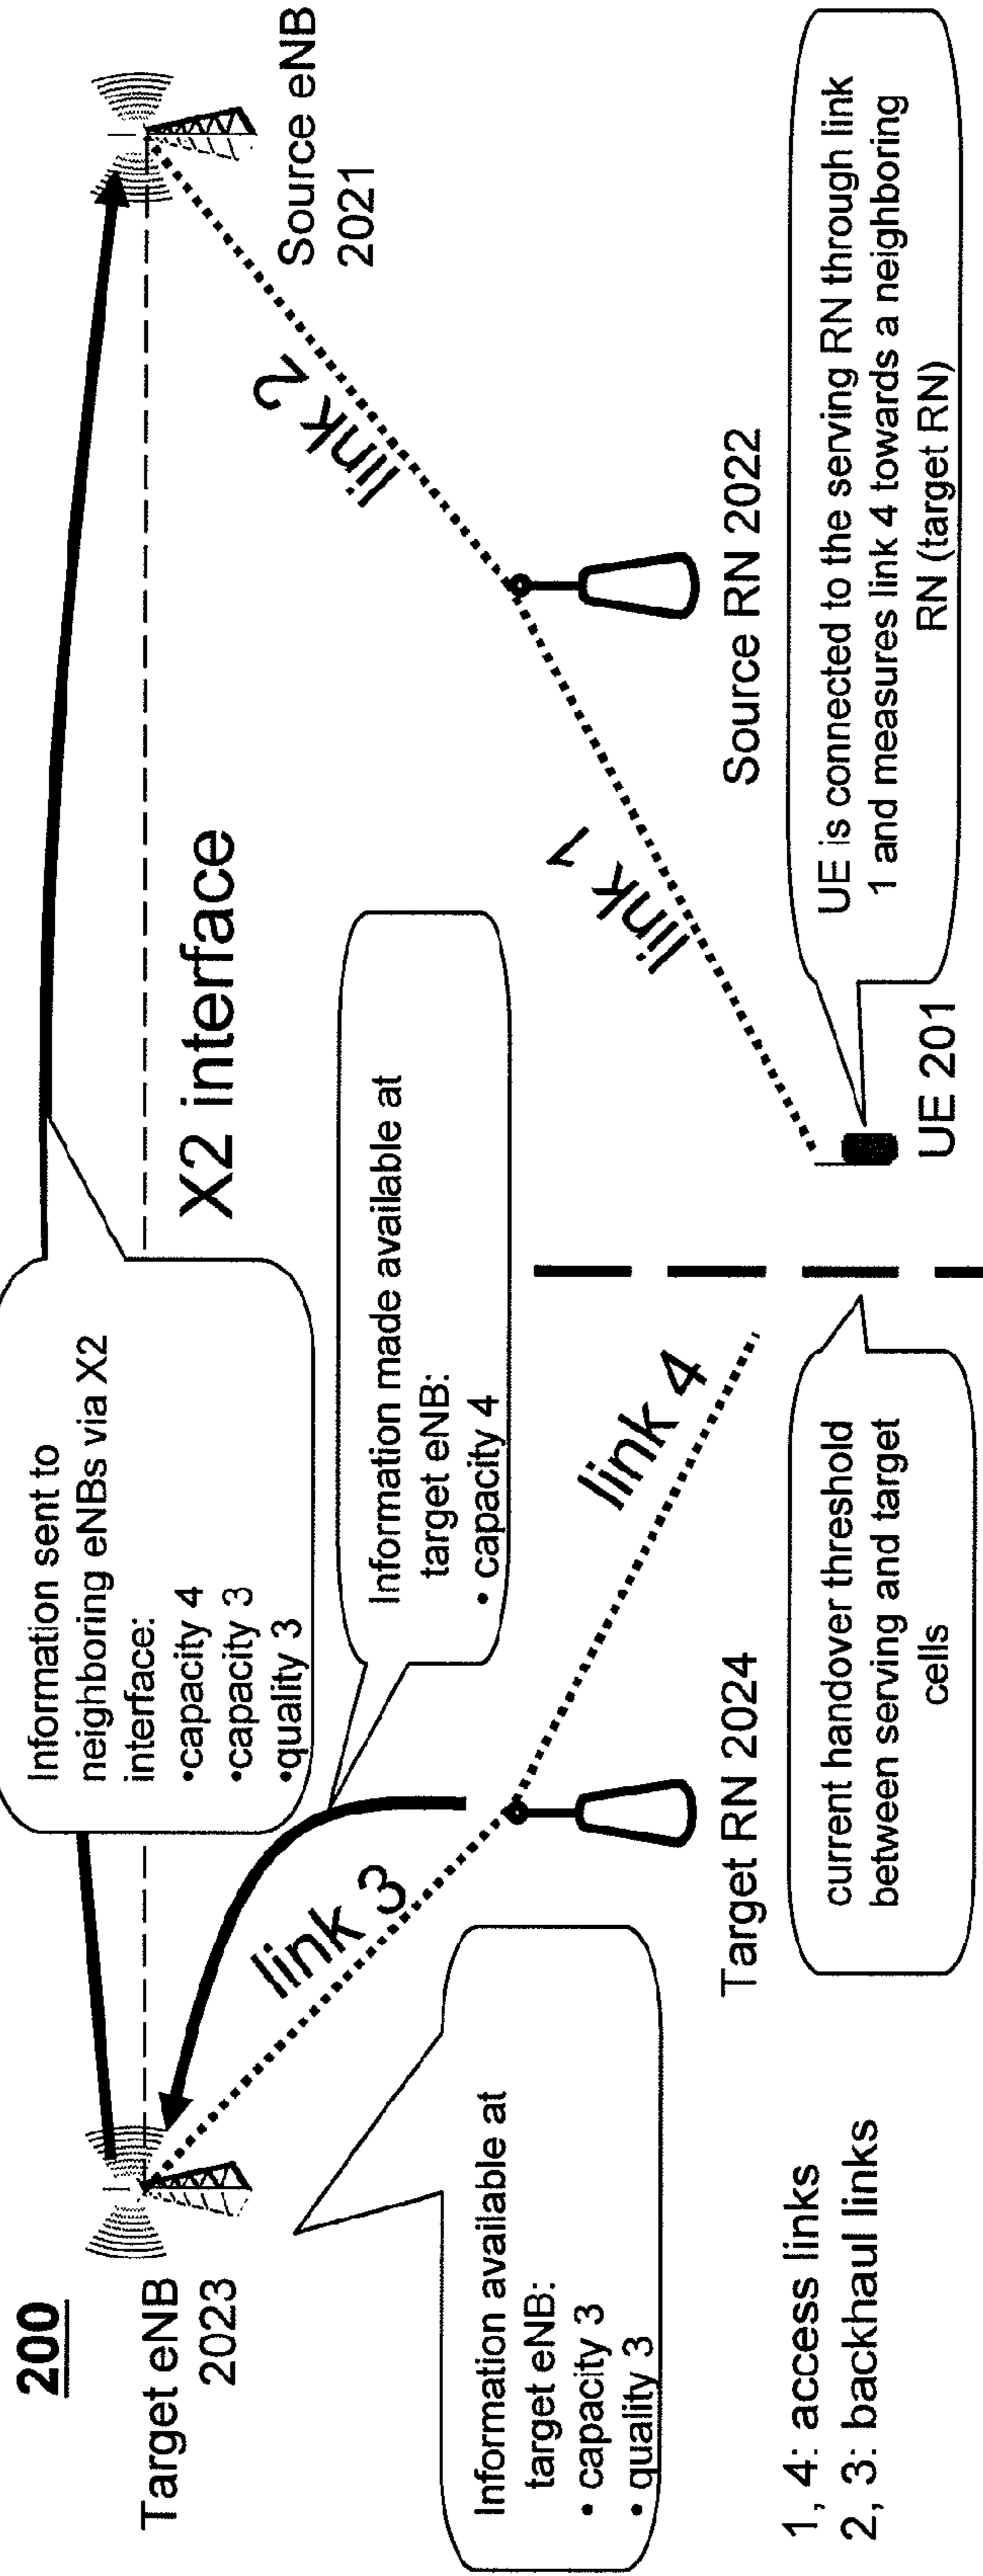 200
Target eNB
2023
Information sent to
neighboring eNBs via X2
interface:
•capacity 4
•capacity 3
•quality 3
X2 interface
Source eNB
2021
link 2
link 3
Information made available at
target eNB:
• capacity 4
link 1
link 4
Information available at
target eNB:
• capacity 3
• quality 3
Target RN 2024
Source RN 2022
current handover threshold
between serving and target
cells
UE 201
UE is connected to the serving RN through link
1 and measures link 4 towards a neighboring
RN (target RN)
1, 4: access links
2, 3: backhaul links